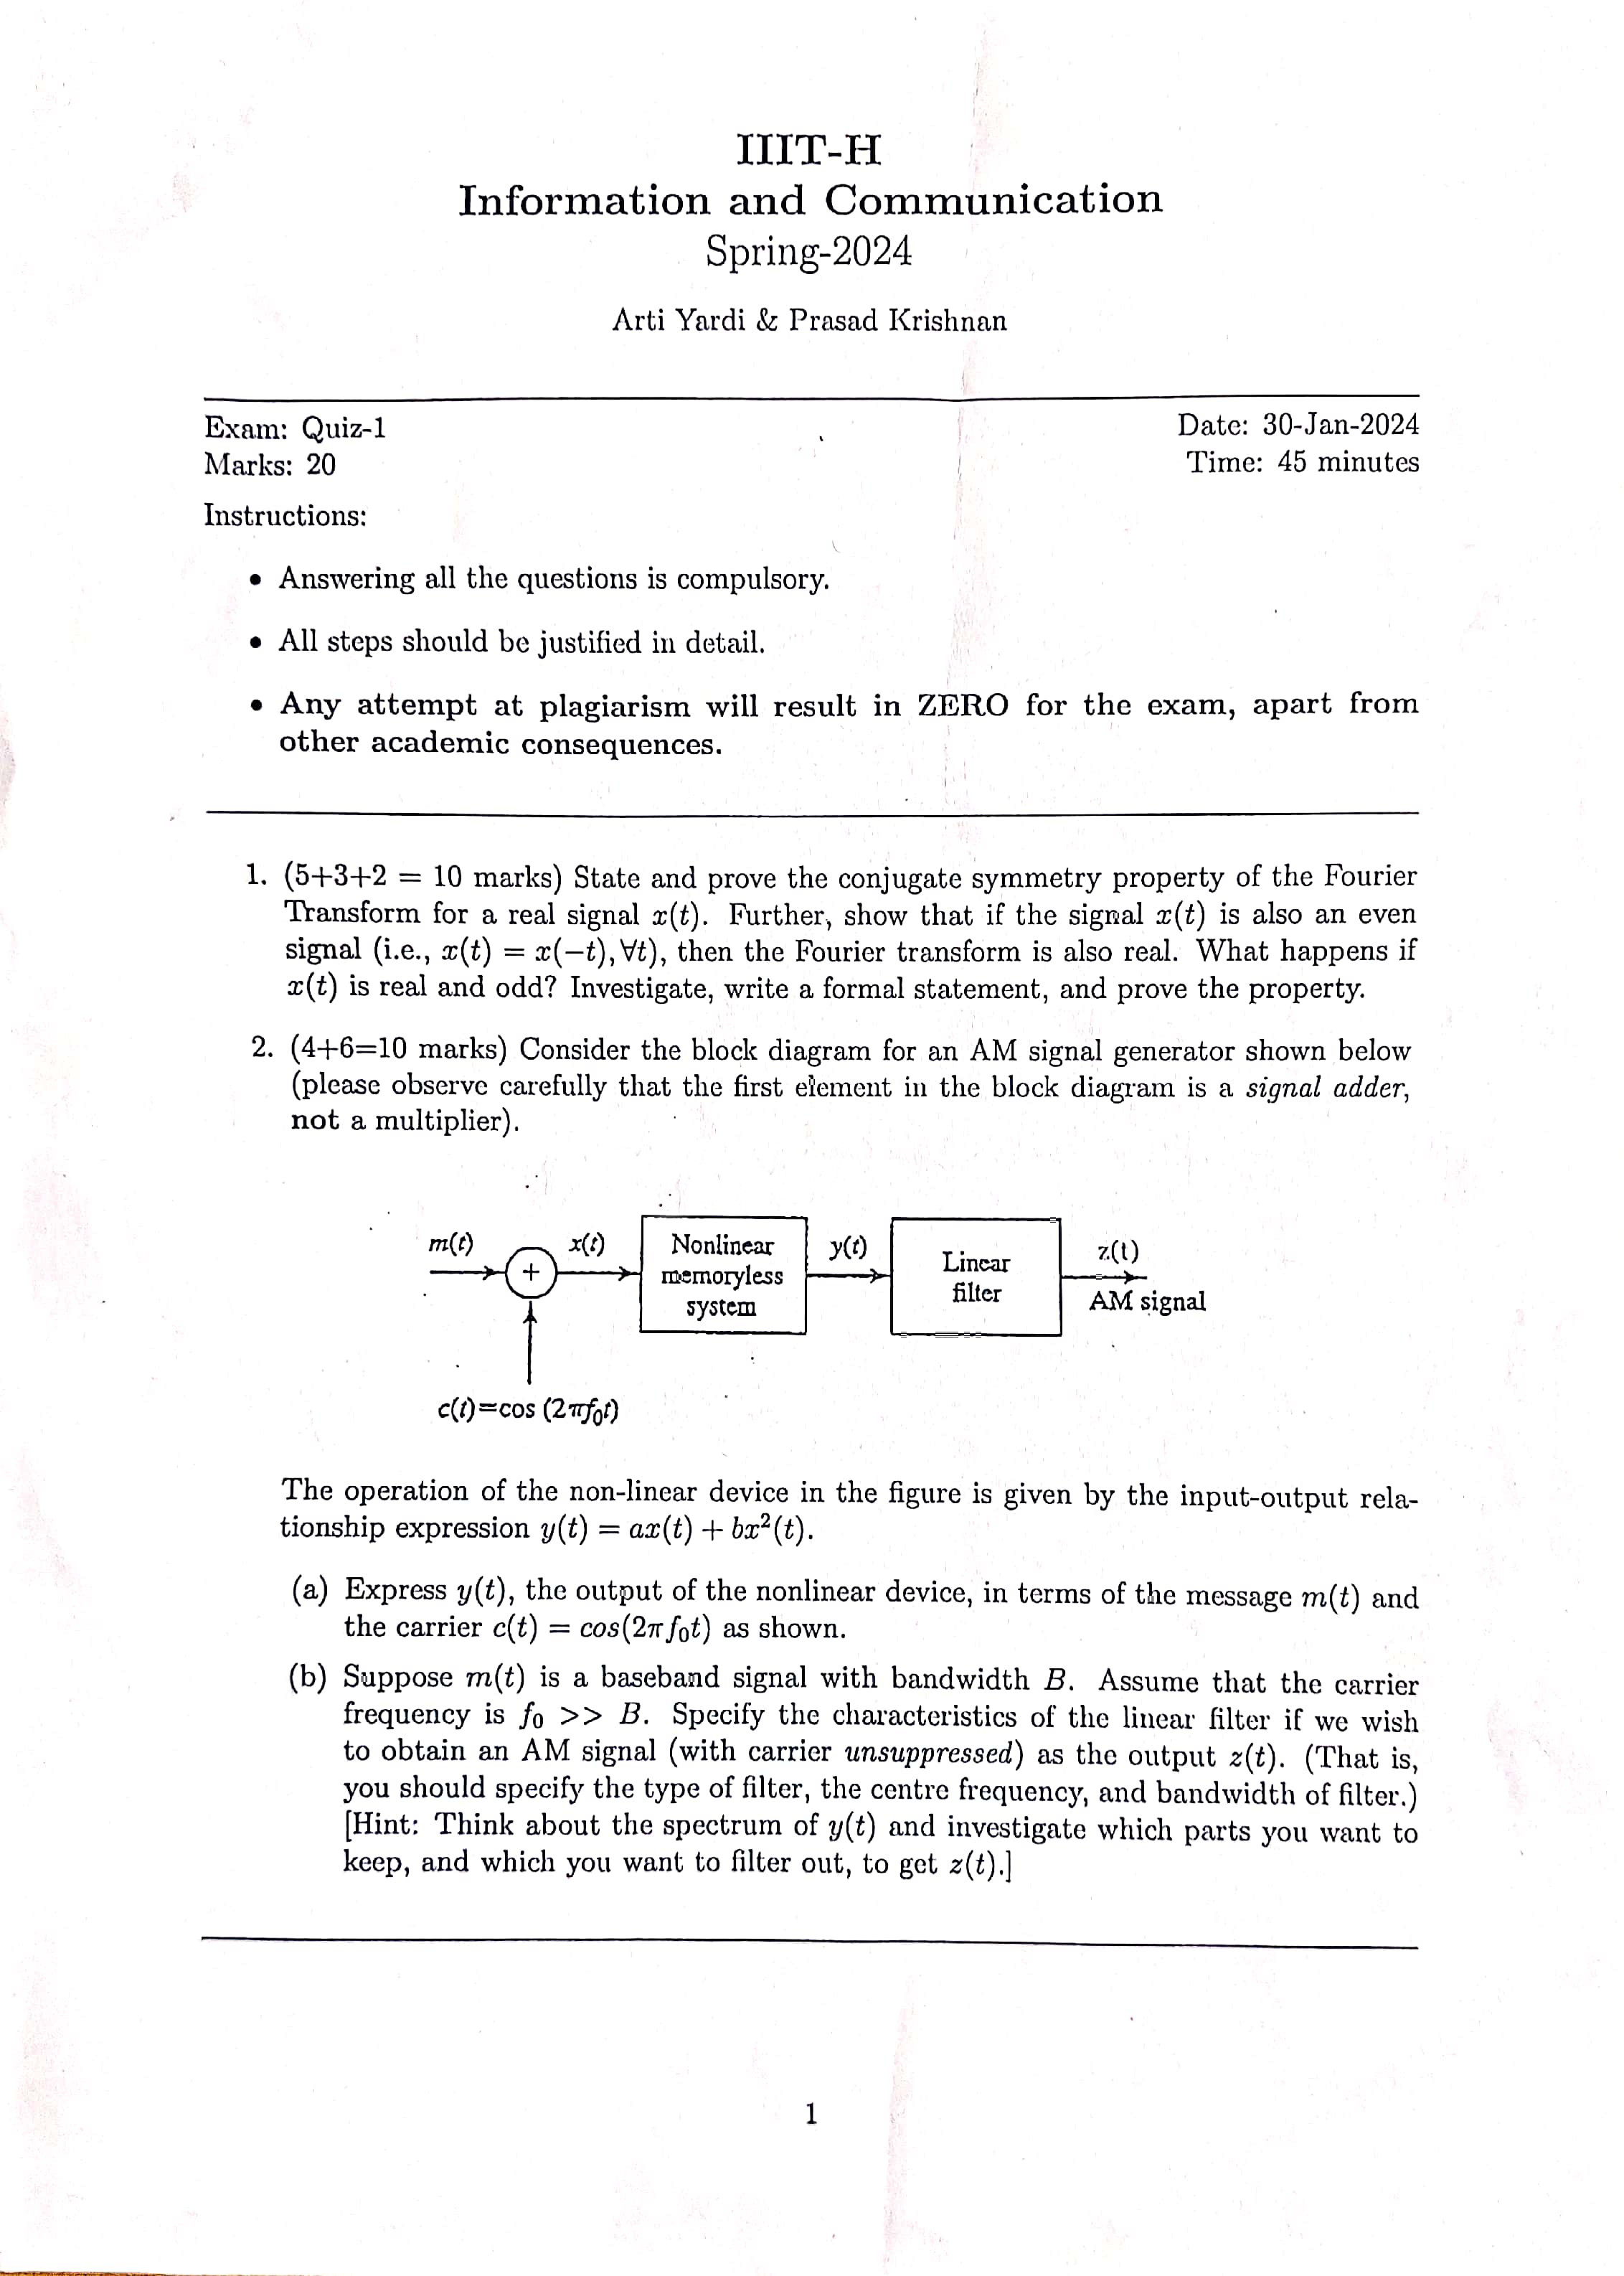 IIIT-H
Information and Communication
Spring-2024
Arti Yardi & Prasad Krishnan
Exam: Quiz-1
Date: 30-Jan-2024
Marks: 20
Time: 45 minutes
Instructions:
• Answering all the questions is compulsory.
• All steps should be justified in detail.
• Any attempt at plagiarism will result in ZERO for the exam, apart from
other academic consequences.
1. (5+3+2 = 10 marks) State and prove the conjugate symmetry property of the Fourier
Transform for a real signal x(t). Further, show that if the signal x(t) is also an even
signal (i.e., x(t) = x(−t), ∀t), then the Fourier transform is also real. What happens if
x(t) is real and odd? Investigate, write a formal statement, and prove the property.
2. (4+6=10 marks) Consider the block diagram for an AM signal generator shown below
(please observe carefully that the first element in the block diagram is a signal adder,
not a multiplier).
m(t)
x(t)
Nonlinear
memoryless
system
y(t)
Linear
filter
z(t)
AM signal
+
c(t)=cos (2πf₀t)
The operation of the non-linear device in the figure is given by the input-output rela-
tionship expression y(t) = ax(t) + bx²(t).
(a) Express y(t), the output of the nonlinear device, in terms of the message m(t) and
the carrier c(t) = cos(2πf₀t) as shown.
(b) Suppose m(t) is a baseband signal with bandwidth B. Assume that the carrier
frequency is f₀ >> B. Specify the characteristics of the linear filter if we wish
to obtain an AM signal (with carrier unsuppressed) as the output z(t). (That is,
you should specify the type of filter, the centre frequency, and bandwidth of filter.)
[Hint: Think about the spectrum of y(t) and investigate which parts you want to
keep, and which you want to filter out, to get z(t).]
1